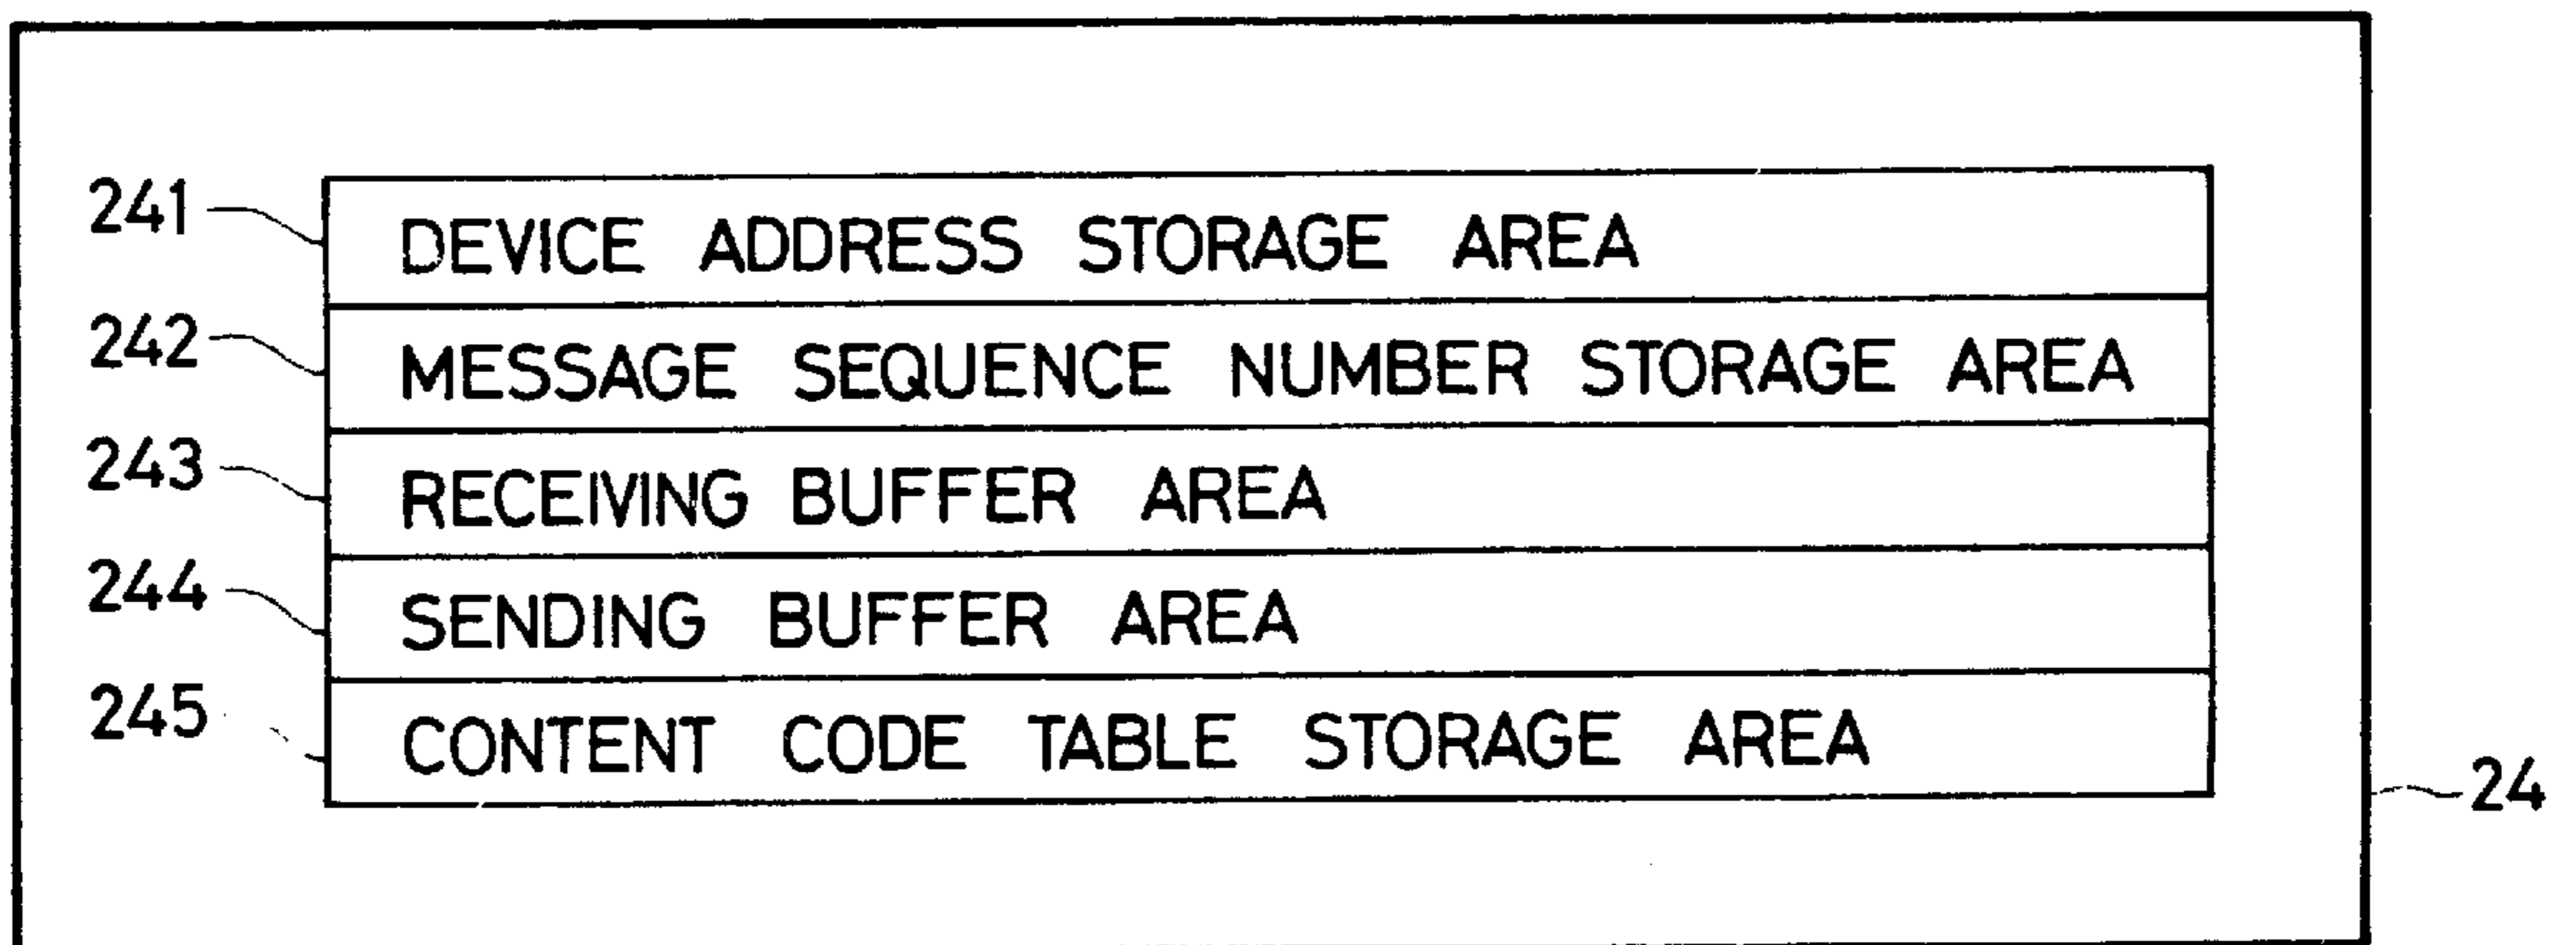 241 DEVICE ADDRESS STORAGE AREA
242 MESSAGE SEQUENCE NUMBER STORAGE AREA
243 RECEIVING BUFFER AREA
244 SENDING BUFFER AREA
245 CONTENT CODE TABLE STORAGE AREA
24